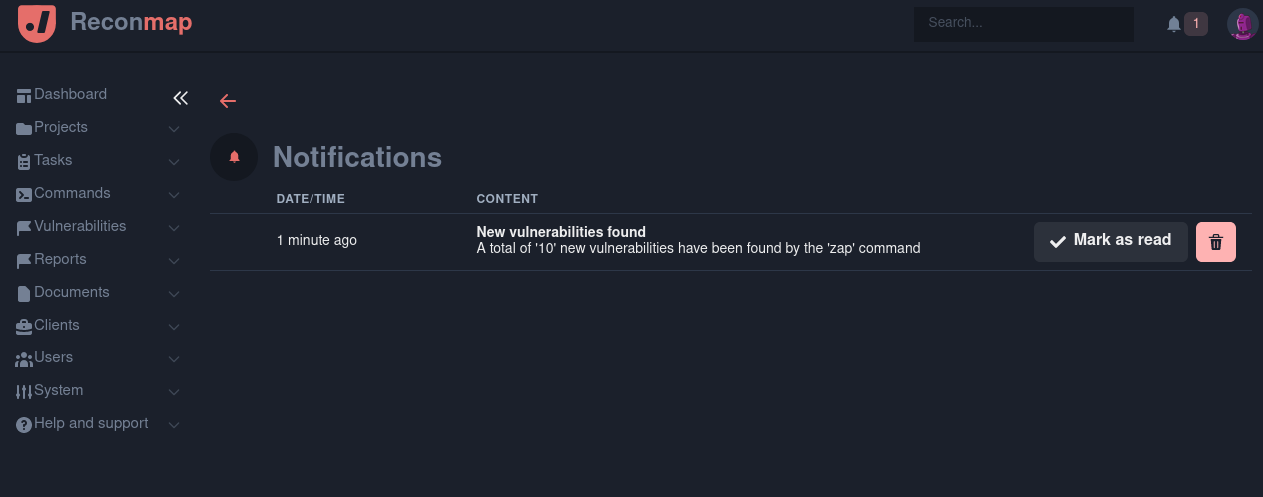 Reconmap
Search...
1
Dashboard
Projects
Tasks
Commands
Vulnerabilities
Reports
Documents
Clients
Users
System
Help and support
Notifications
DATE/TIME CONTENT
1 minute ago
New vulnerabilities found
A total of '10' new vulnerabilities have been found by the 'zap' command
Mark as read